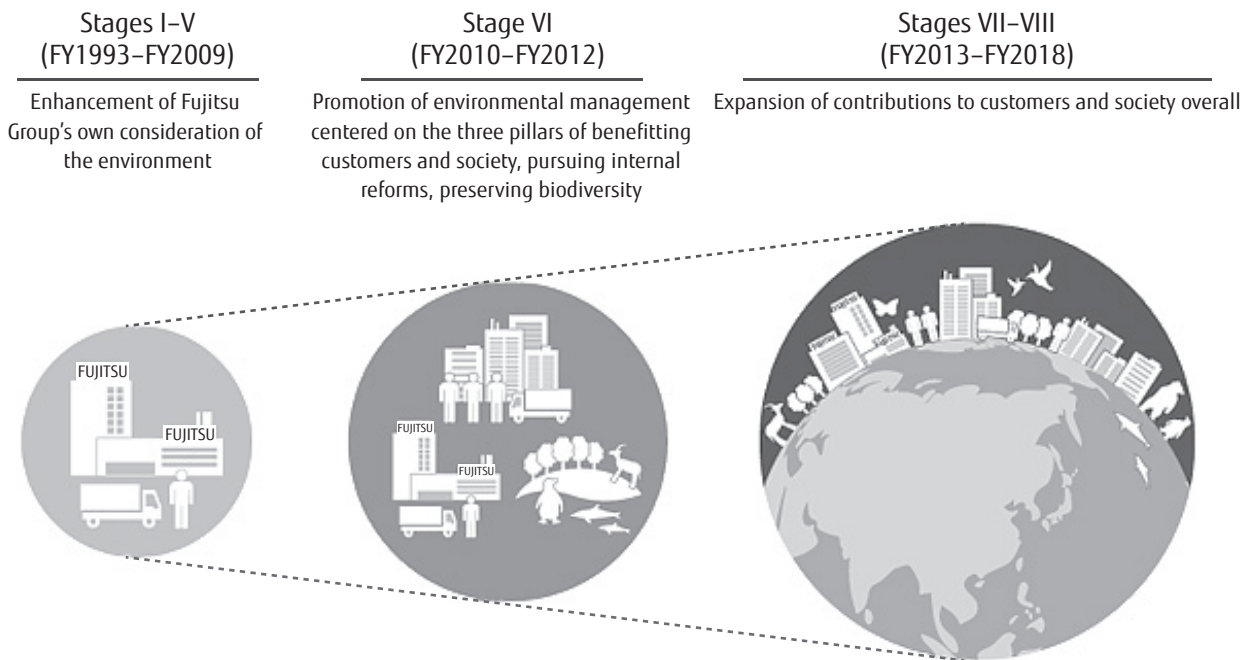 Stages I–V
(FY1993–FY2009)
Enhancement of Fujitsu
Group's own consideration of
the environment
Stage VI
(FY2010–FY2012)
Promotion of environmental management
centered on the three pillars of benefitting
customers and society, pursuing internal
reforms, preserving biodiversity
Stages VII–VIII
(FY2013–FY2018)
Expansion of contributions to customers and society overall
FUJITSU
FUJITSU
FUJITSU
FUJITSU